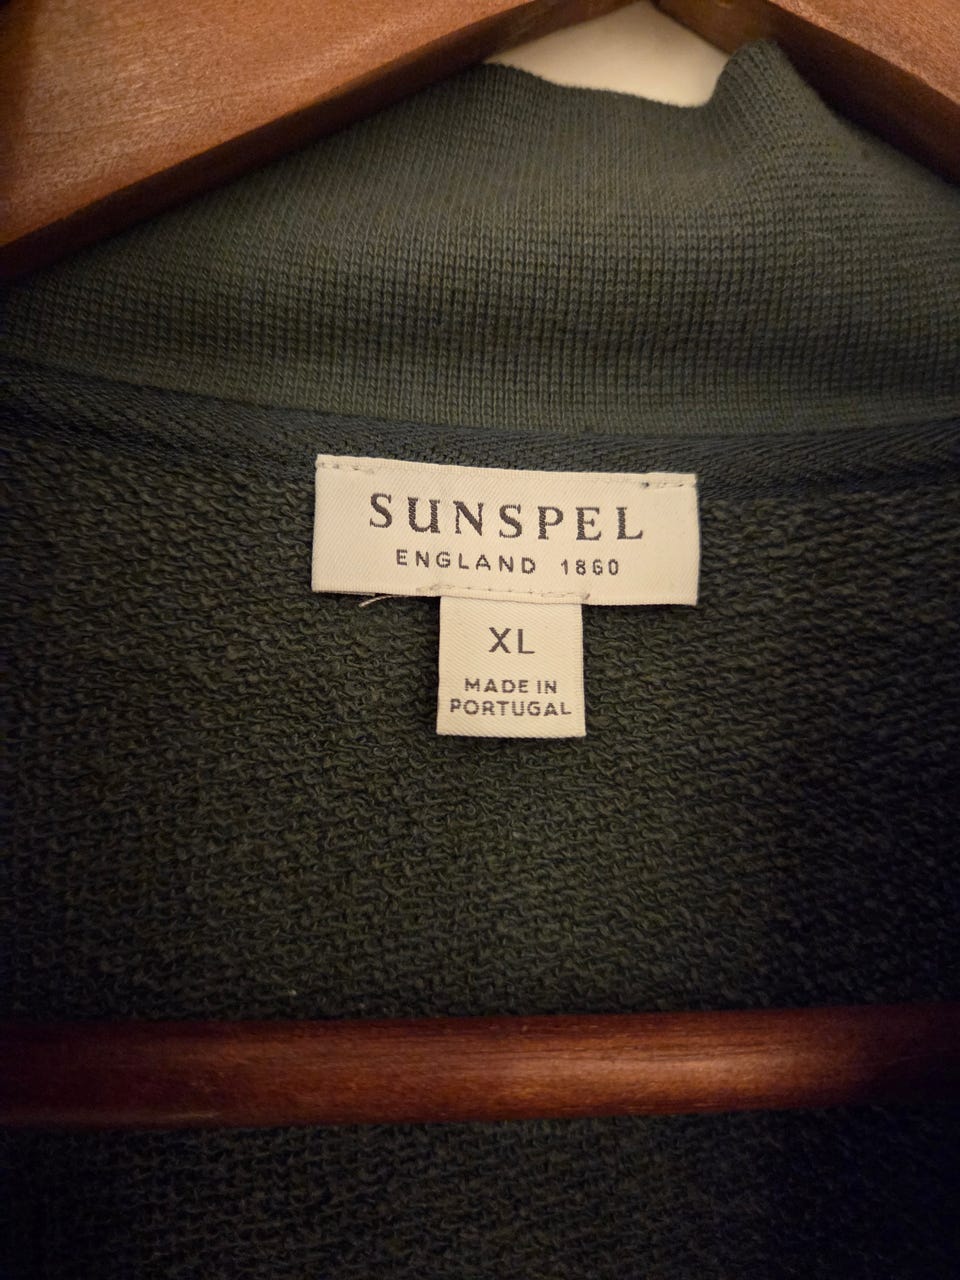 SUNSPEL
ENGLAND 1860
XL
MADE IN
PORTUGAL